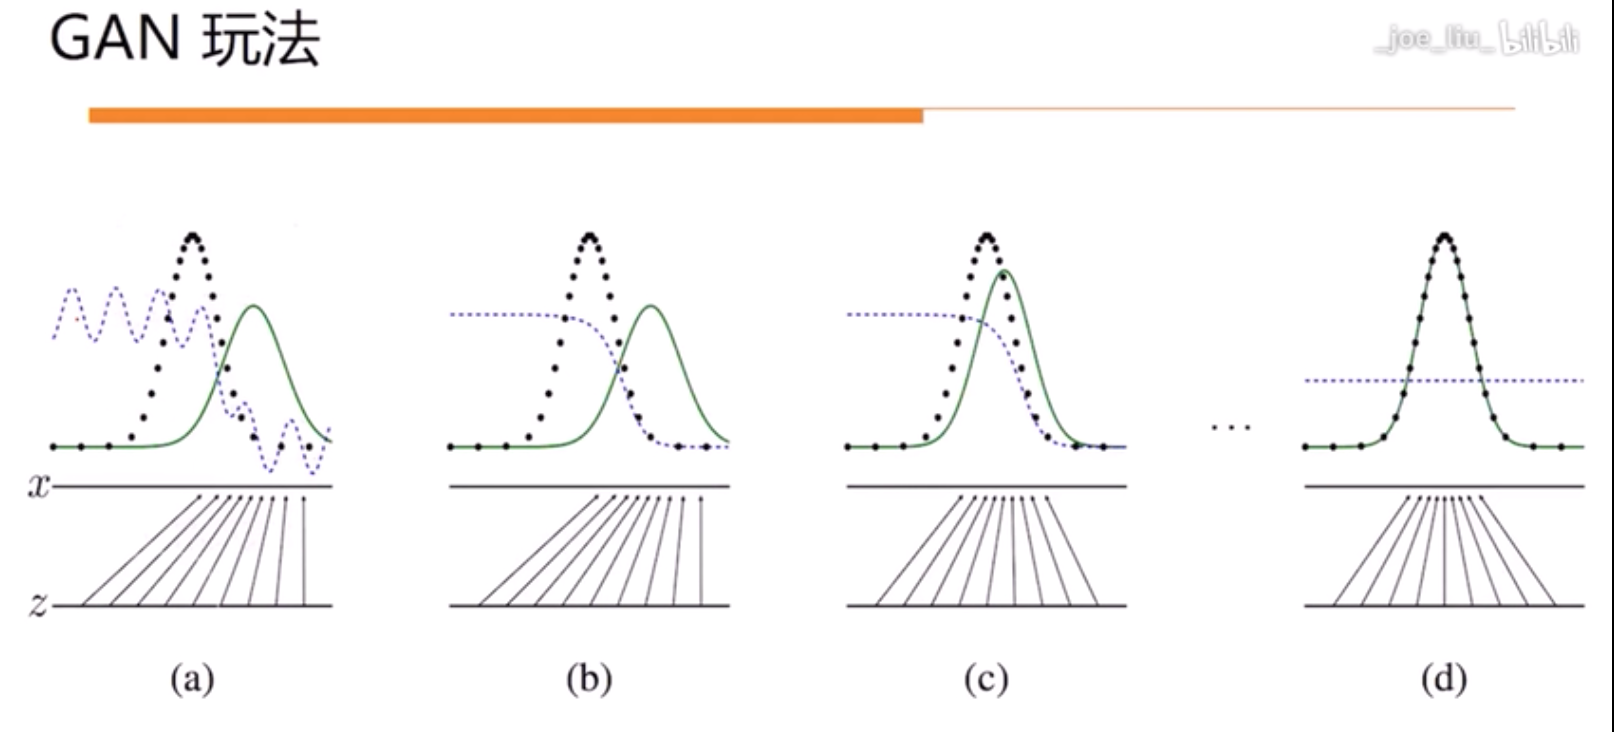 GAN 玩法
_joe_liu_ bilibili
...
x
z
(a) (b) (c) (d)